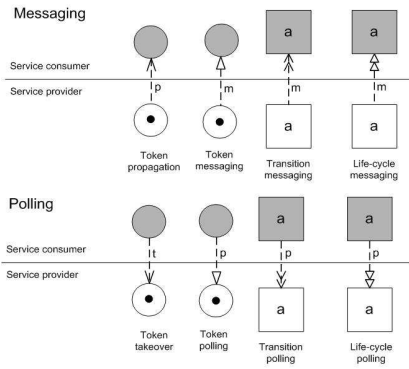 Messaging
a a
Service consumer
Service provider
p m m m
a a
Token propagation
Token messaging
Transition messaging
Life-cycle messaging
Polling
a a
Service consumer
t p p p
Service provider
a a
Token takeover
Token polling
Transition polling
Life-cycle polling